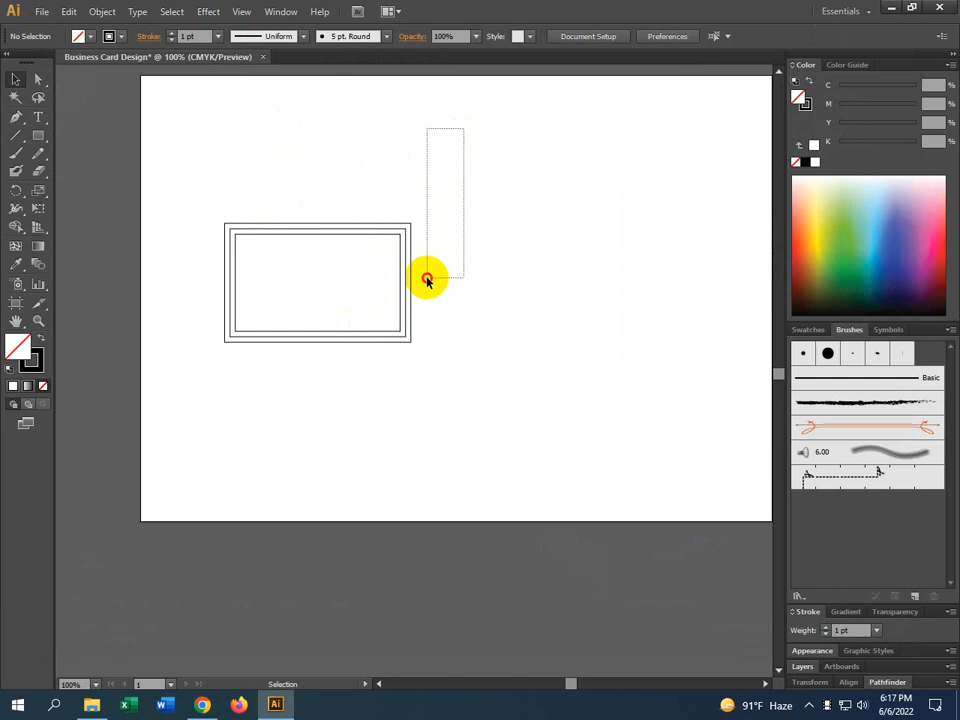 Ai File Edit Object Type Select Effect View Window Help Br Essentials
No Selection Stroke: 1 pt Uniform 5 pt. Round Opacity: 100% Style: Document Setup Preferences
Business Card Design* @ 100% (CMYK/Preview)
Color Color Guide
C %
M %
Y %
K %
T
Swatches Brushes Symbols
Basic
6.00
Stroke Gradient Transparency
Weight: 1 pt
Appearance Graphic Styles
Layers Artboards
Transform Align Pathfinder
100% 1 Selection
91°F Haze
6:17 PM
6/6/2022